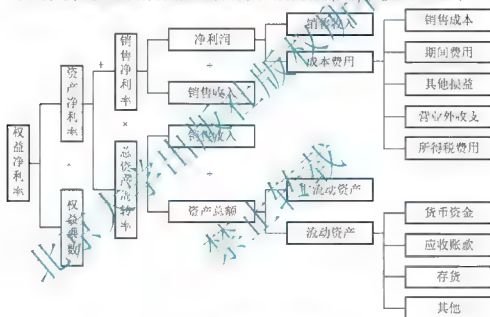 销售收入
销售成本
净利润
期间费用
成本费用
销售净利率
其他损益
资产净利率
÷
营业外收支
销售收入
所得税费用
权益净利率
×
销售收入
总资产周转率
÷
权益乘数
非流动资产
资产总额
货币资金
流动资产
应收账款
存货
其他
禁止转载